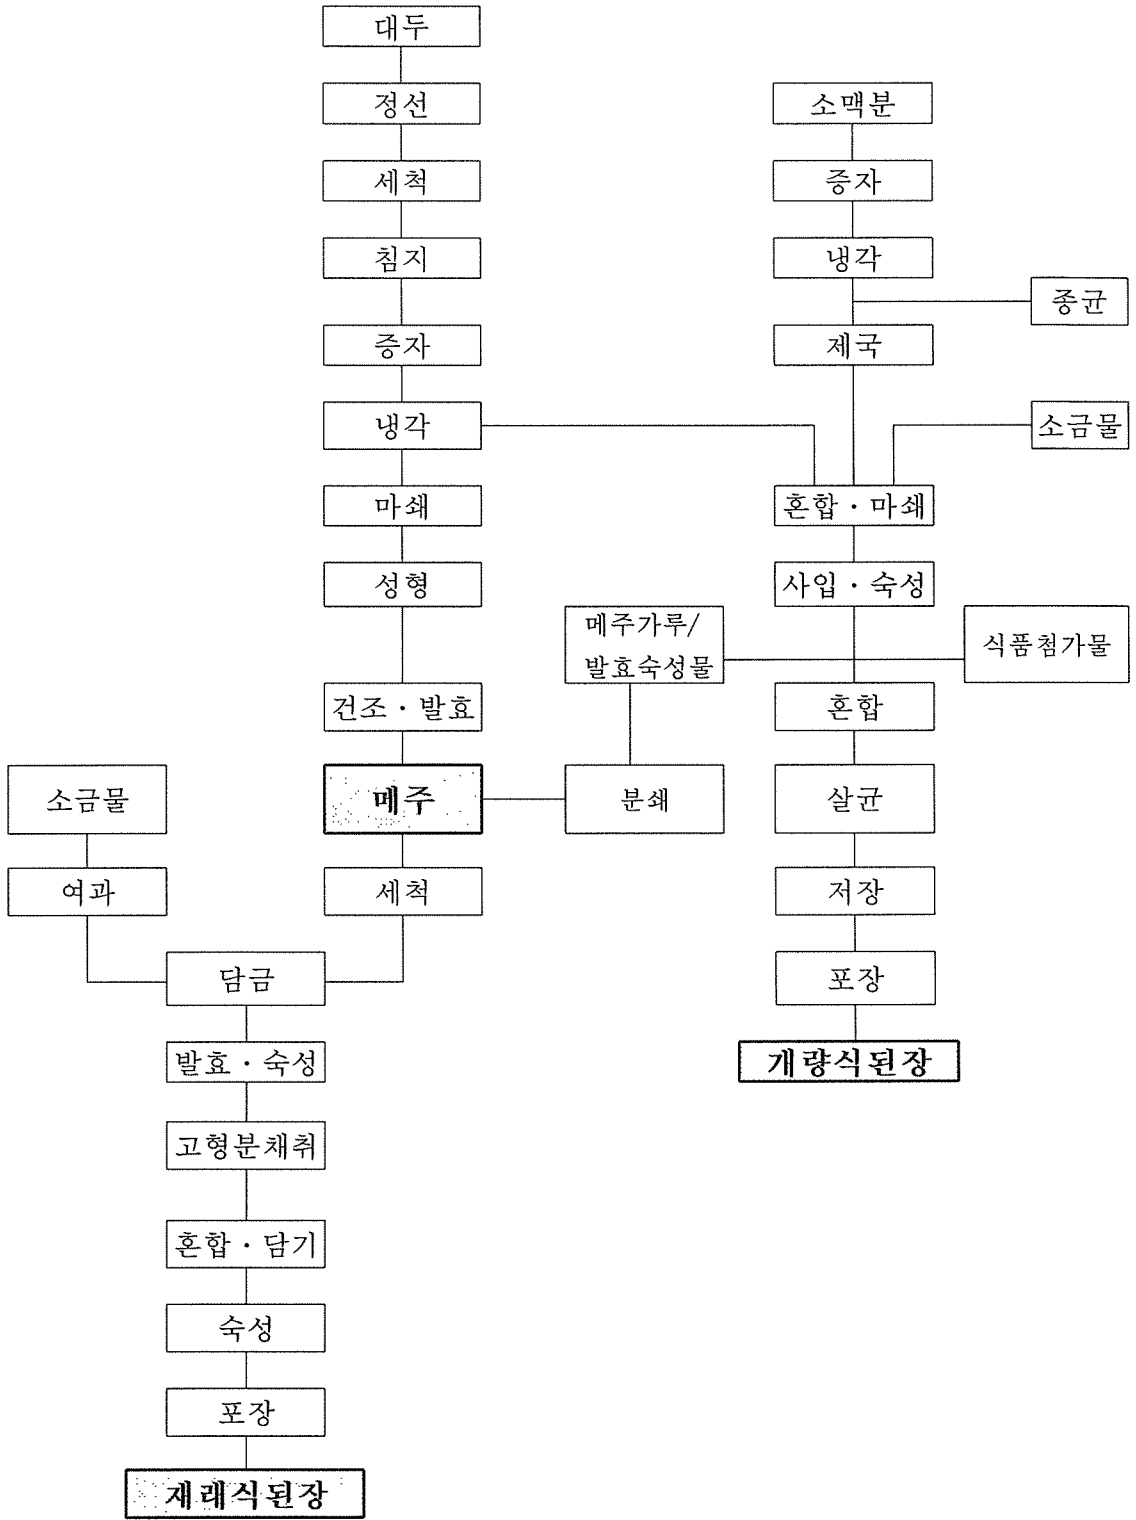 대두
정선
소맥분
세척
증자
침지
냉각
종균
증자
제국
냉각
소금물
마쇄
혼합 · 마쇄
성형
사입 · 숙성
메주가루/
발효숙성물
식품첨가물
건조 · 발효
혼합
소금물
메주
분쇄
살균
여과
세척
저장
담금
포장
발효 · 숙성
개량식된장
고형분채취
혼합 · 담기
숙성
포장
재래식된장